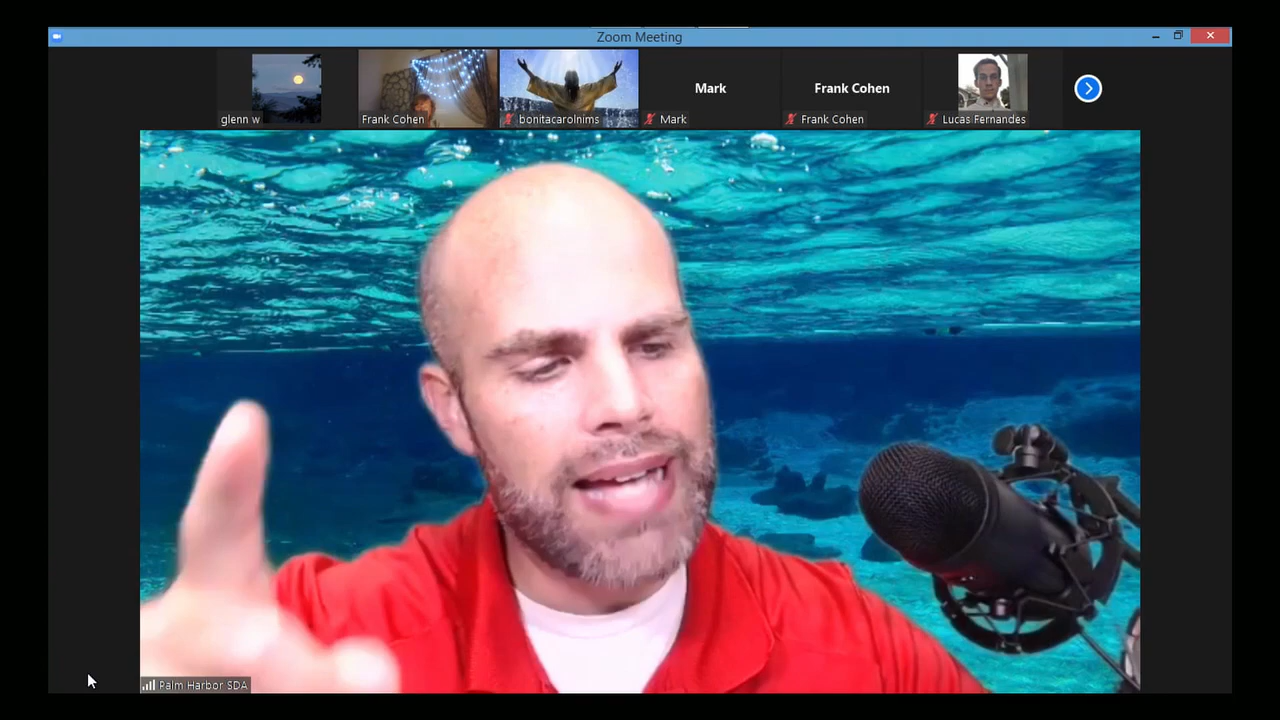 Zoom Meeting
glenn w
Frank Cohen
bonitacarolnims
Mark
Mark
Frank Cohen
Frank Cohen
Lucas Fernandes
Palm Harbor SDA